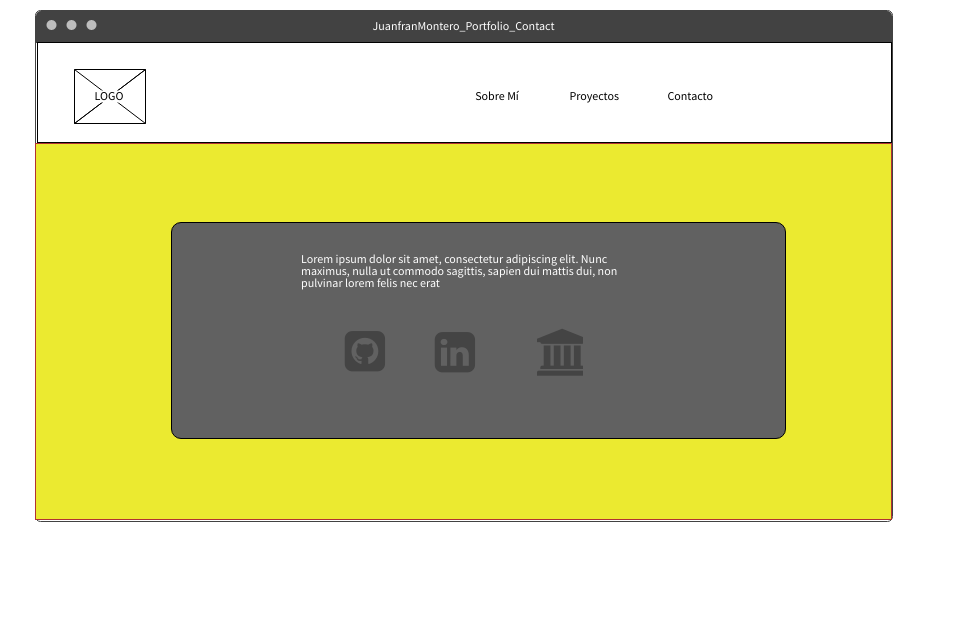 JuanfranMontero_Portfolio_Contact
LOGO
Sobre Mí
Proyectos
Contacto
Lorem ipsum dolor sit amet, consectetur adipiscing elit. Nunc
maximus, nulla ut commodo sagittis, sapien dui mattis dui, non
pulvinar lorem felis nec erat
in